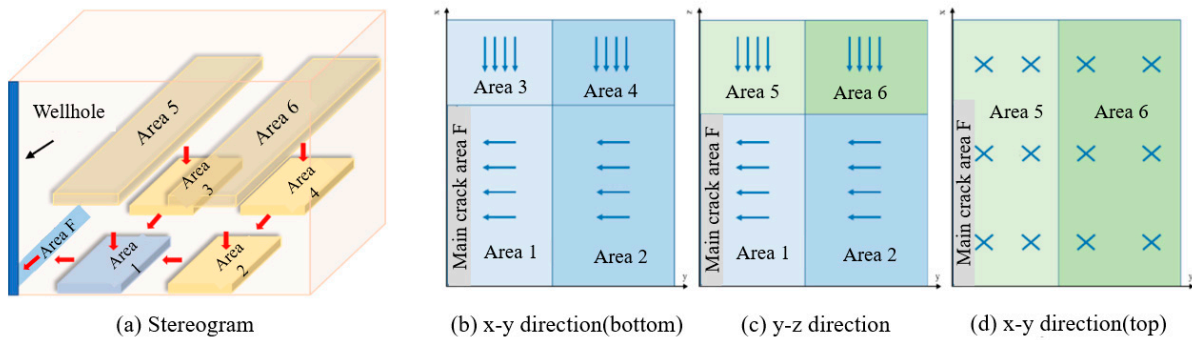 Wellhole
Area 5
Area 6
Area
3
Area
4
Area F
Area
1
Area
2
(a) Stereogram
x
Area 3
Area 4
Main crack area F
Area 1
Area 2
y
(b) x-y direction(bottom)
z
Area 5
Area 6
Main crack area F
Area 1
Area 2
y
(c) y-z direction
x
Area 5
Area 6
Main crack area F
y
(d) x-y direction(top)